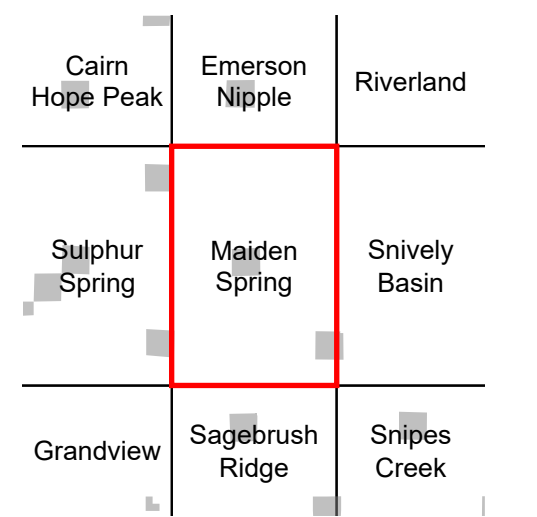 Cairn
Hope Peak
Emerson
Nipple
Riverland
Sulphur
Spring
Maiden
Spring
Snively
Basin
Grandview
Sagebrush
Ridge
Snipes
Creek